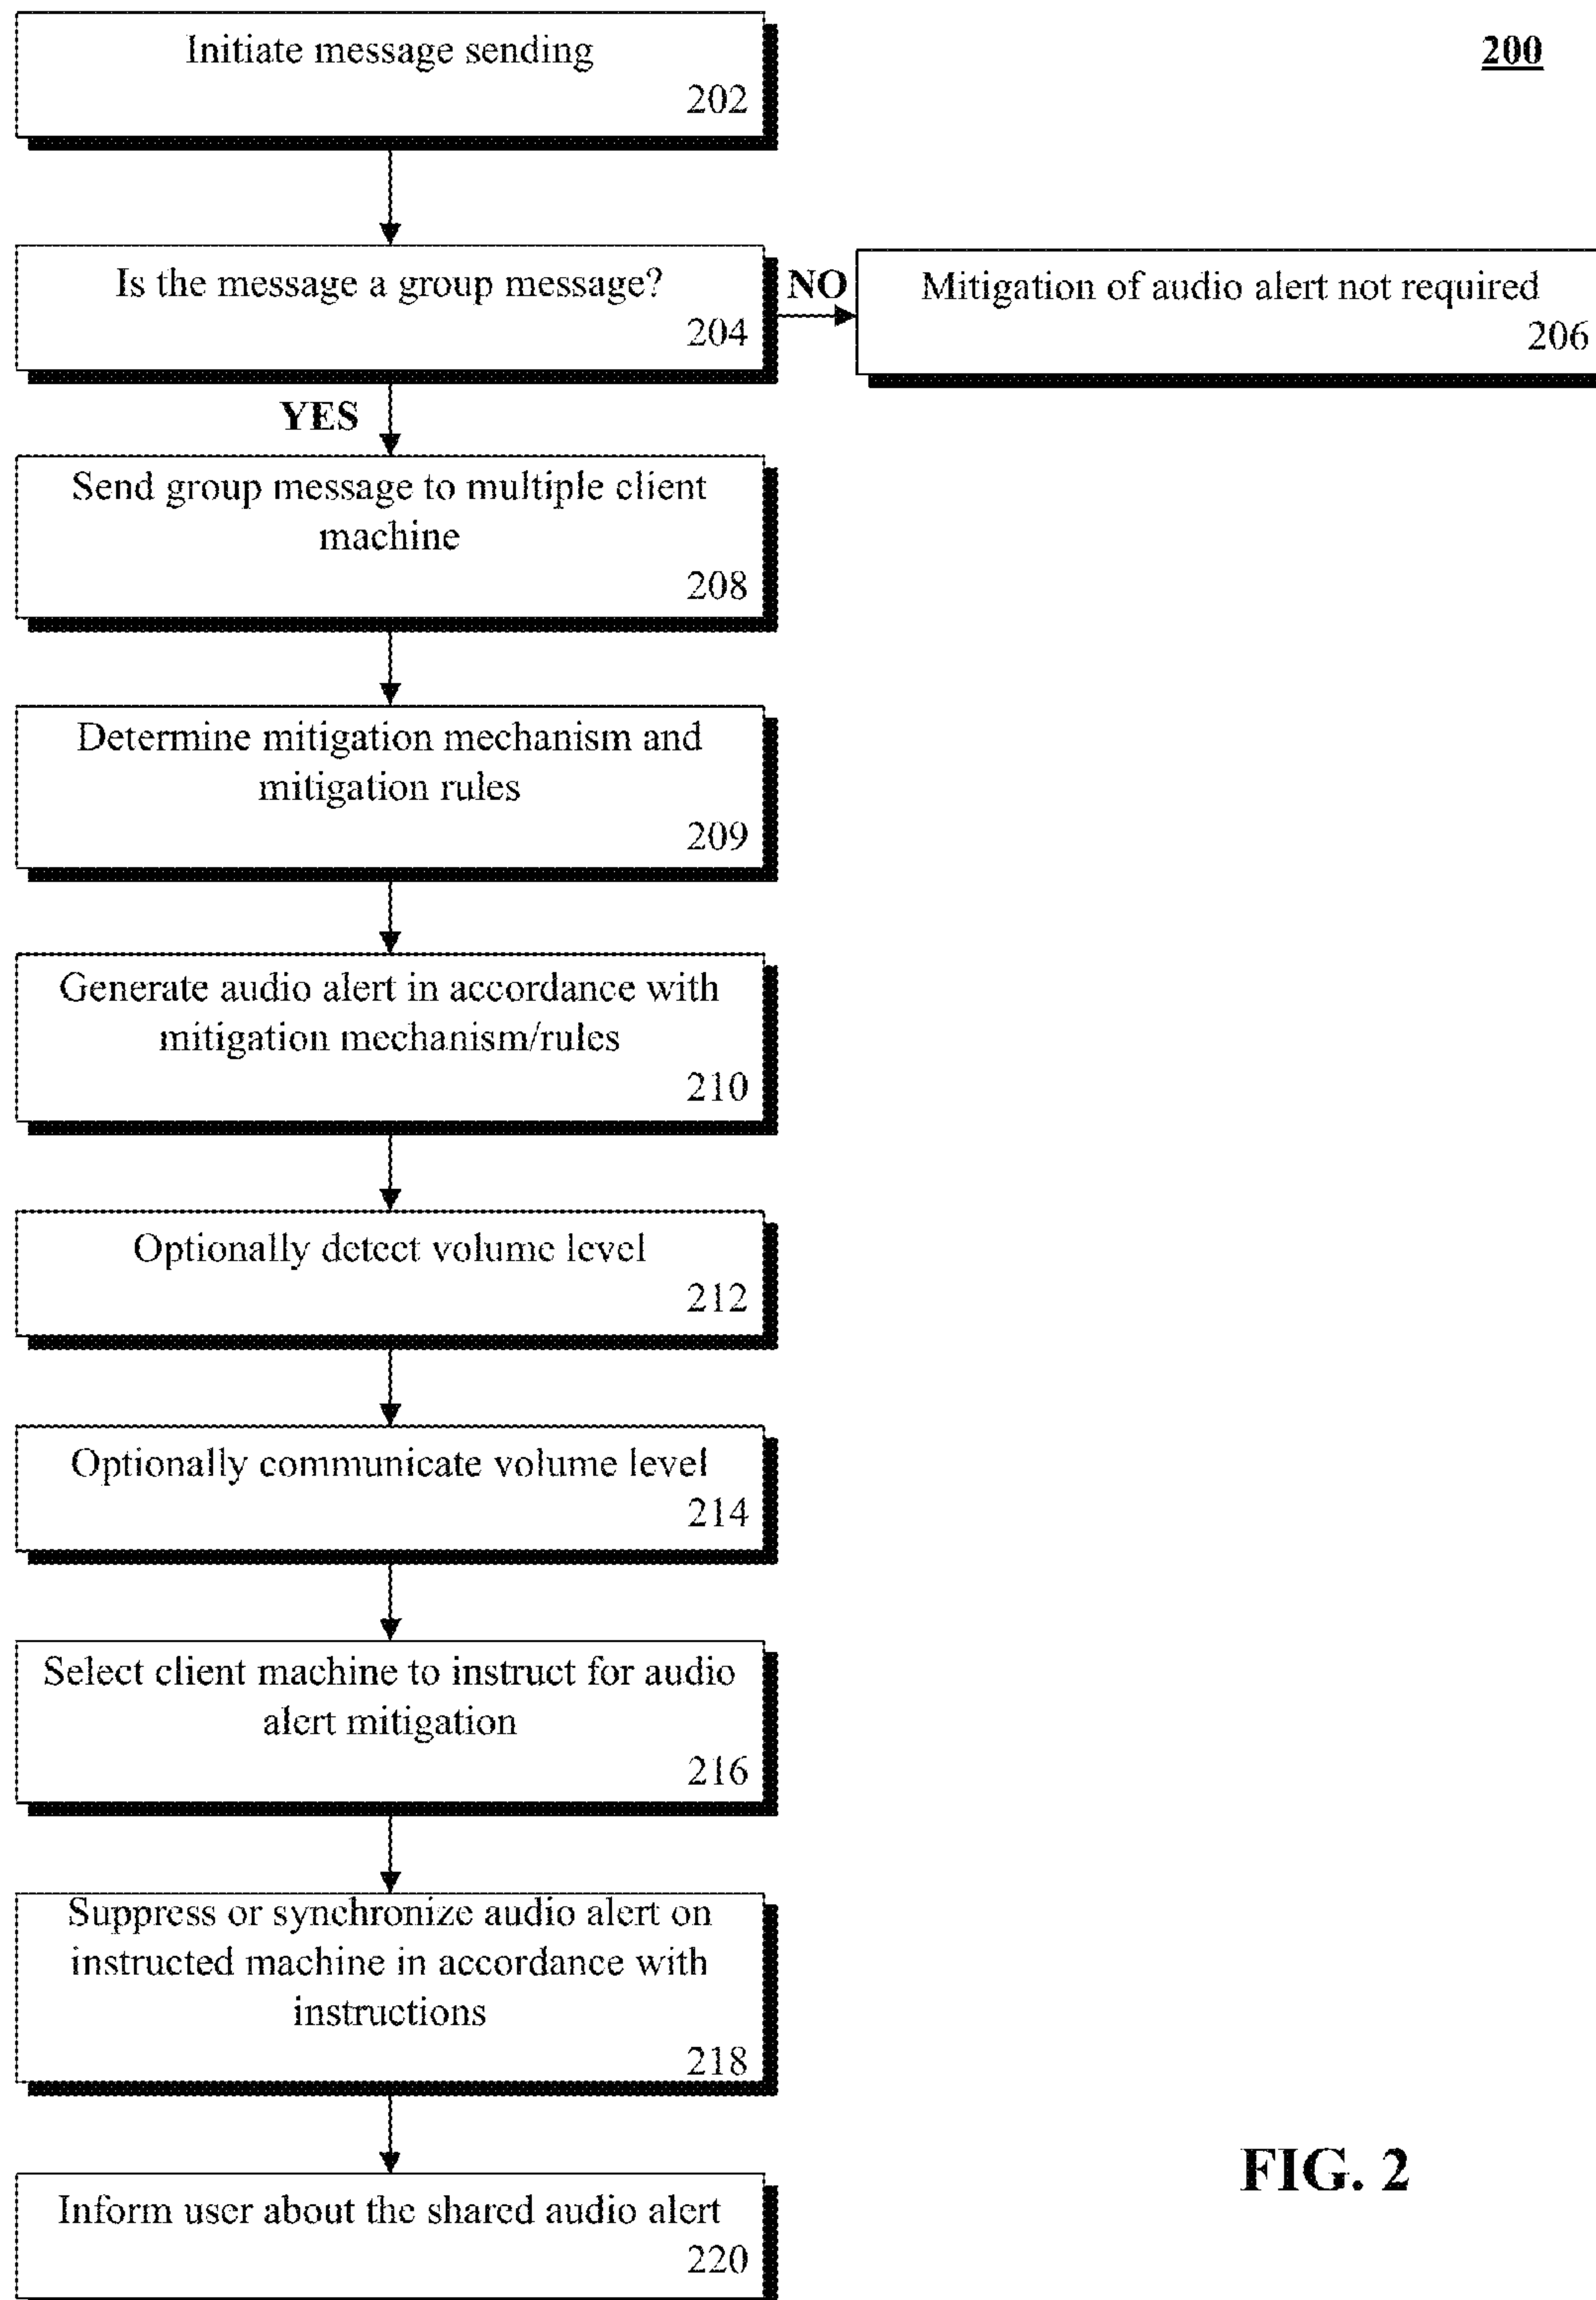 200
Initiate message sending
202
Is the message a group message?
204
NO
Mitigation of audio alert not required
206
YES
Send group message to multiple client
machine
208
Determine mitigation mechanism and
mitigation rules
209
Generate audio alert in accordance with
mitigation mechanism/rules
210
Optionally detect volume level
212
Optionally communicate volume level
214
Select client machine to instruct for audio
alert mitigation
216
Suppress or synchronize audio alert on
instructed machine in accordance with
instructions
218
Inform user about the shared audio alert
220
FIG. 2